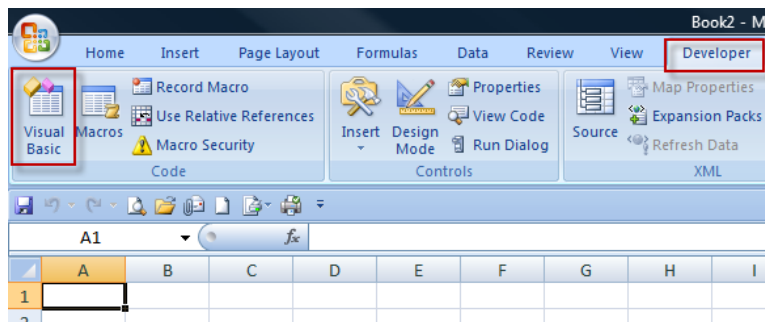 Book2 - M
Home Insert Page Layout Formulas Data Review View Developer
Record Macro Properties Map Properties
Use Relative References View Code Expansion Packs
Visual Basic Macros Macro Security Insert Design Mode Run Dialog Source Refresh Data
Code Controls XML
A1 fx
A B C D E F G H I
1
2